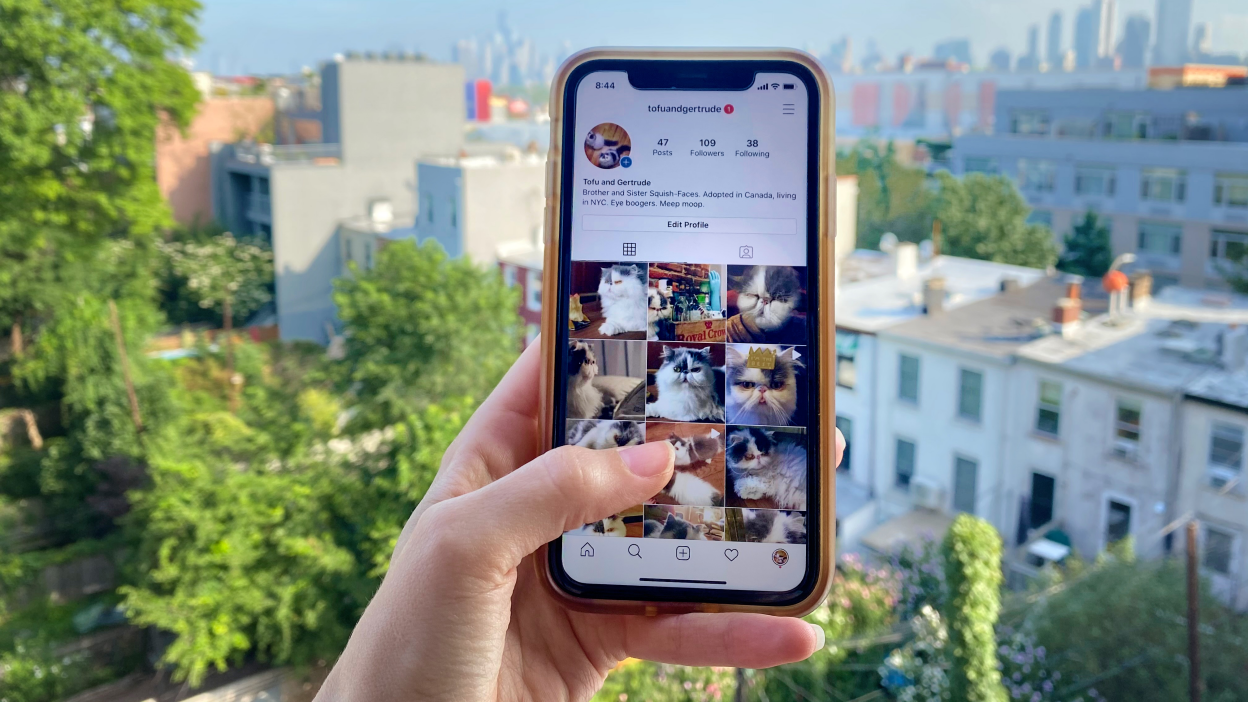 8:44
tofuandgertrude 1
47 109 38
Posts Followers Following
Tofu and Gertrude
Brother and Sister Squish-Faces. Adopted in Canada, living
in NYC. Eye boogers. Meep moop.
Edit Profile
Royal Crow